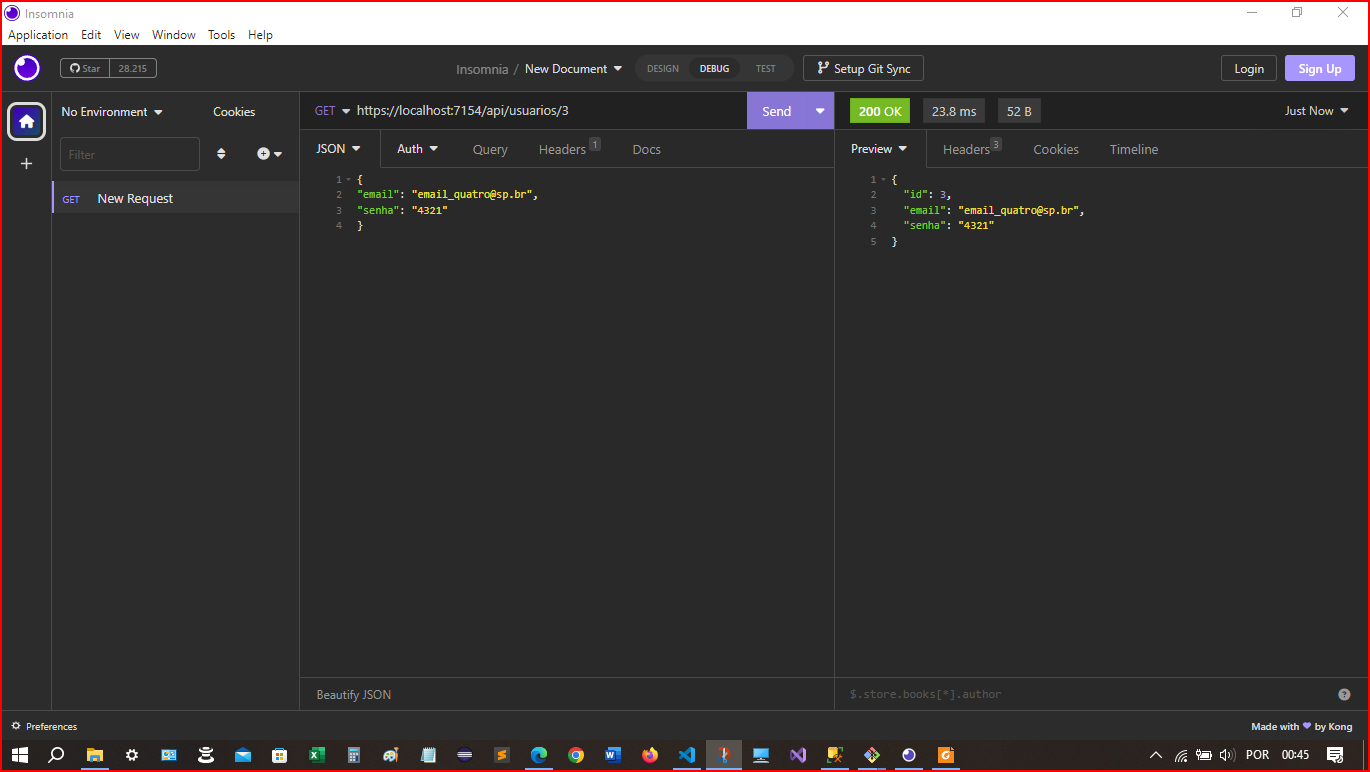 Insomnia
Application Edit View Window Tools Help
Star 28.215
Insomnia / New Document
DESIGN DEBUG TEST
Setup Git Sync
Login
Sign Up
No Environment
Cookies
Filter
GET New Request
GET https://localhost:7154/api/usuarios/3
Send
JSON Auth Query Headers 1 Docs
1 {
2 "email": "email_quatro@sp.br",
3 "senha": "4321"
4 }
Beautify JSON
200 OK 23.8 ms 52 B
Just Now
Preview Headers 3 Cookies Timeline
1 {
2 "id": 3,
3 "email": "email_quatro@sp.br",
4 "senha": "4321"
5 }
$.store.books[*].author
?
Preferences
Made with ❤ by Kong
POR 00:45